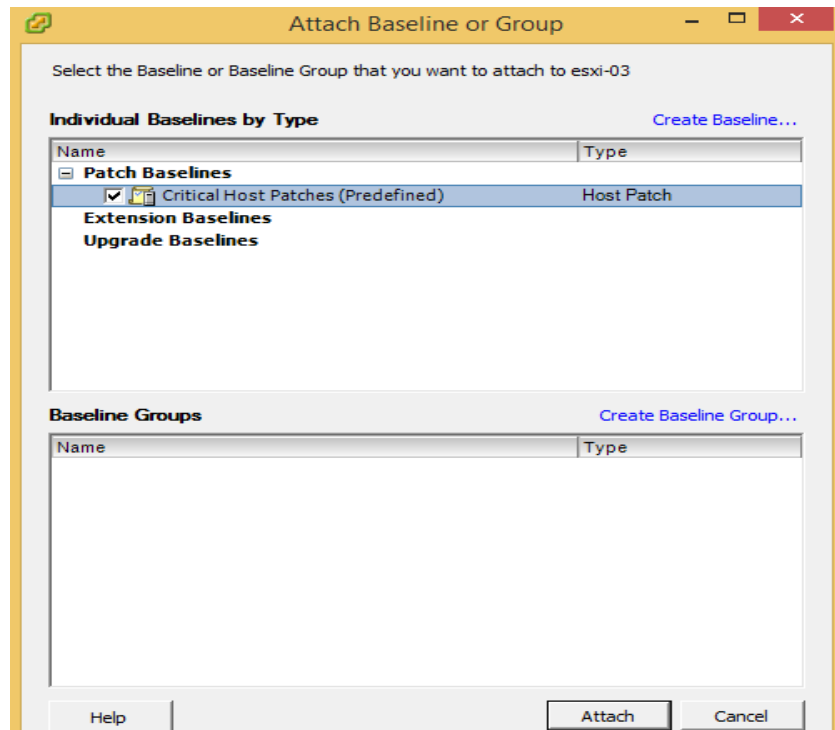 Attach Baseline or Group
Select the Baseline or Baseline Group that you want to attach to esxi-03
Individual Baselines by Type Create Baseline...
Name Type
Patch Baselines
Critical Host Patches (Predefined) Host Patch
Extension Baselines
Upgrade Baselines
Baseline Groups Create Baseline Group...
Name Type
Help Attach Cancel